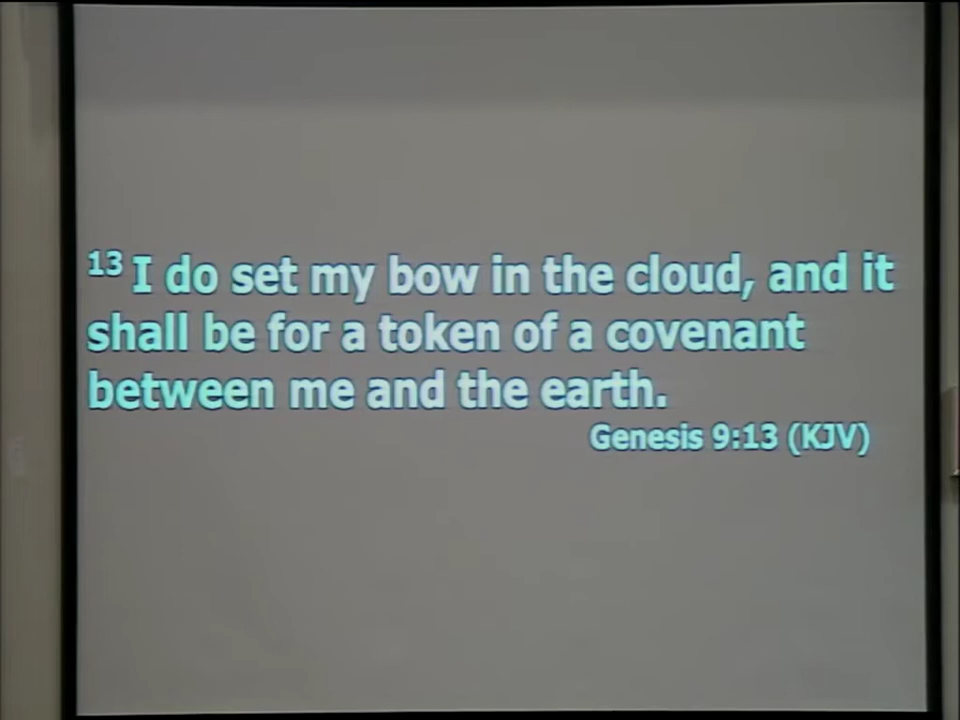 13 I do set my bow in the cloud, and it
shall be for a token of a covenant
between me and the earth.
Genesis 9:13 (KJV)